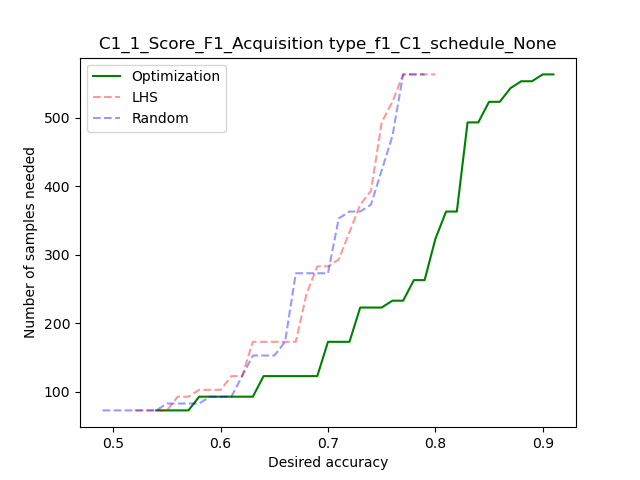 C1_1_Score_F1_Acquisition type_f1_C1_schedule_None
Optimization
LHS
Random
Number of samples needed
500
400
300
200
100
0.5 0.6 0.7 0.8 0.9
Desired accuracy